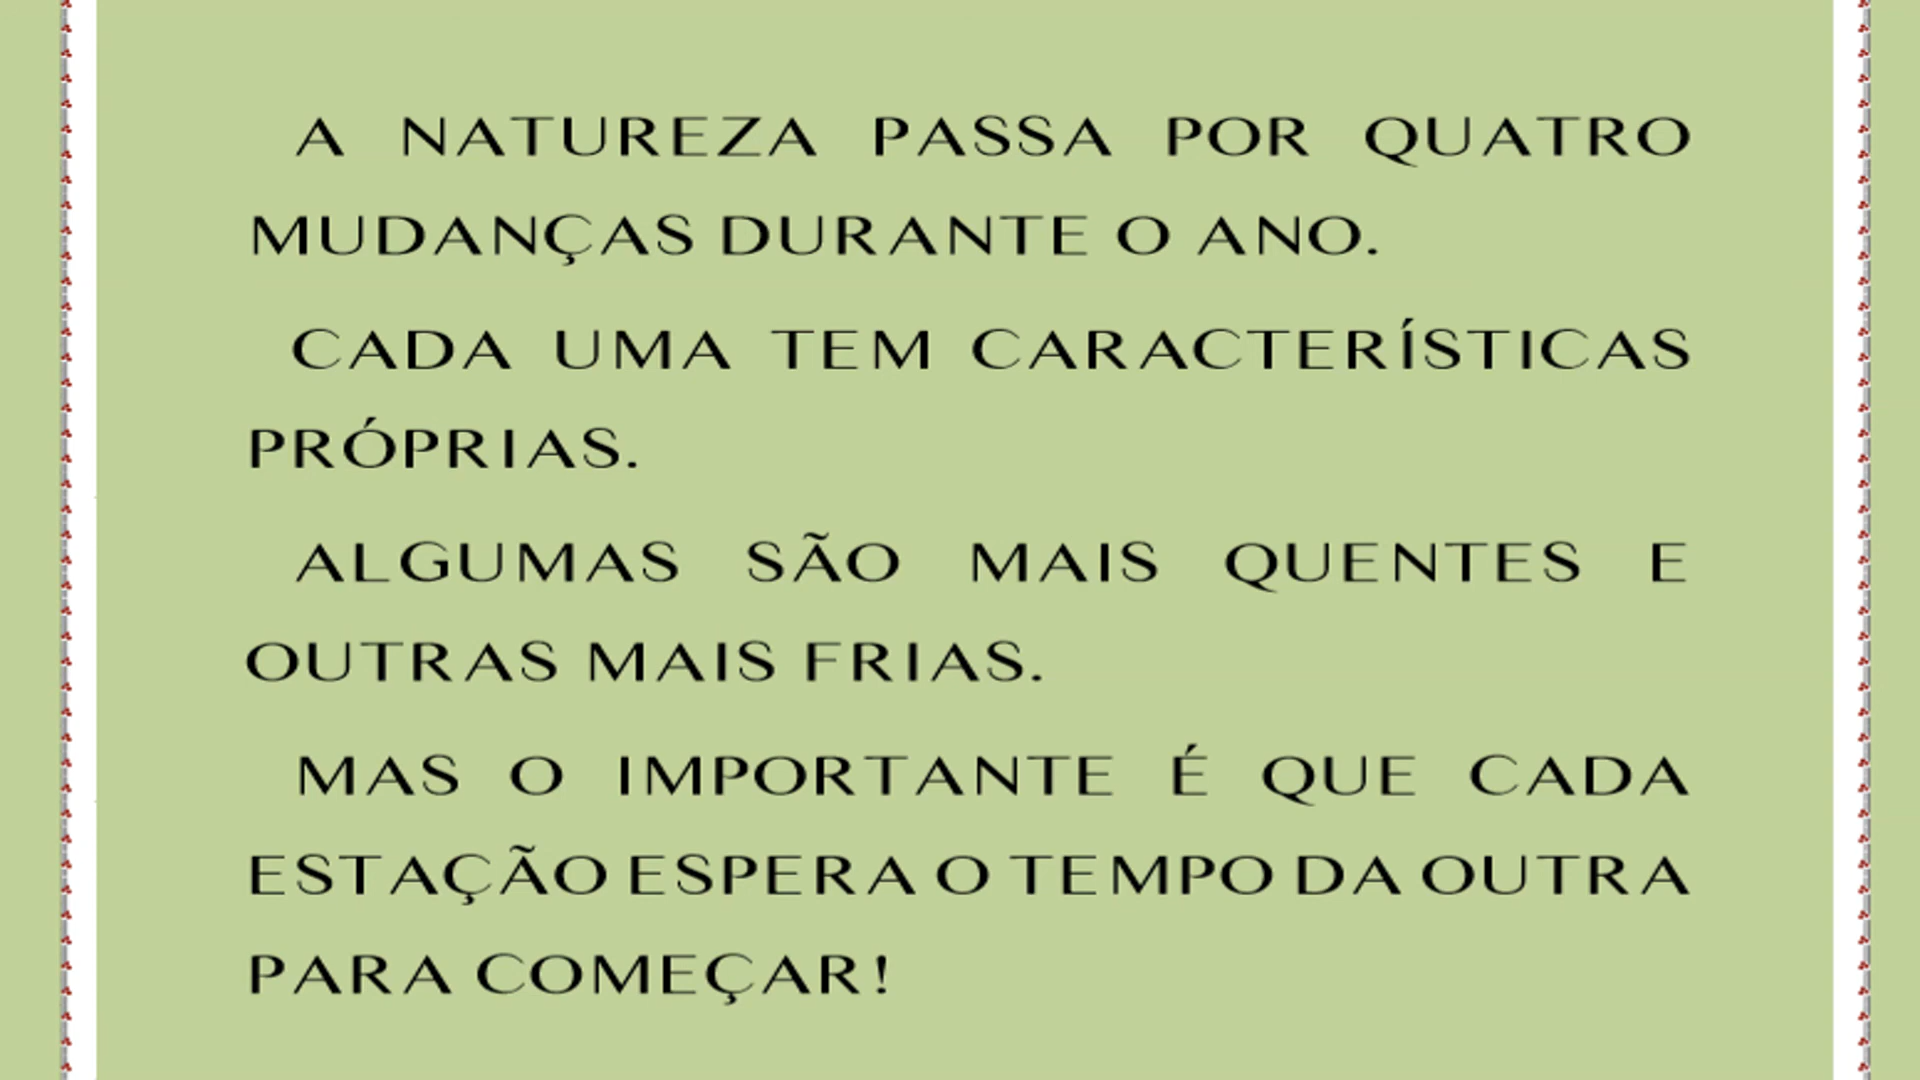 A NATUREZA PASSA POR QUATRO
MUDANÇAS DURANTE O ANO.
CADA UMA TEM CARACTERÍSTICAS
PRÓPRIAS.
ALGUMAS SÃO MAIS QUENTES E
OUTRAS MAIS FRIAS.
MAS O IMPORTANTE É QUE CADA
ESTAÇÃO ESPERA O TEMPO DA OUTRA
PARA COMEÇAR!